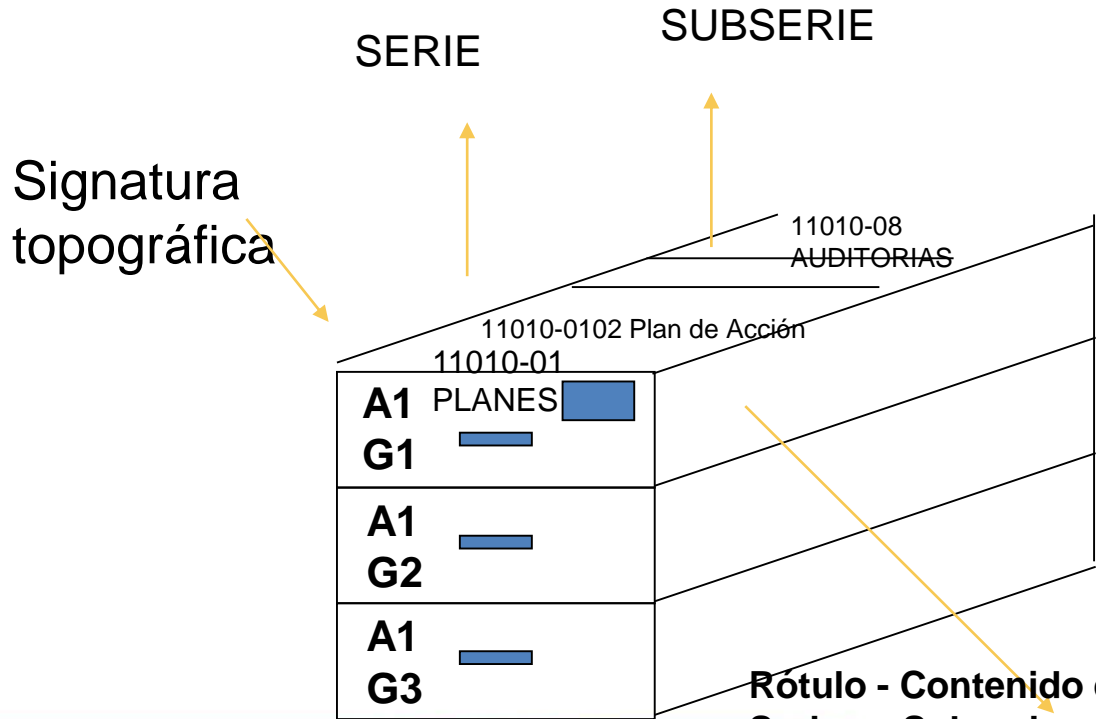 SUBSERIE
SERIE
Signatura
topográfica
11010-08
AUDITORIAS
11010-0102 Plan de Acción
11010-01
PLANES
A1
G1
A1
G2
A1
G3
Rótulo - Contenido